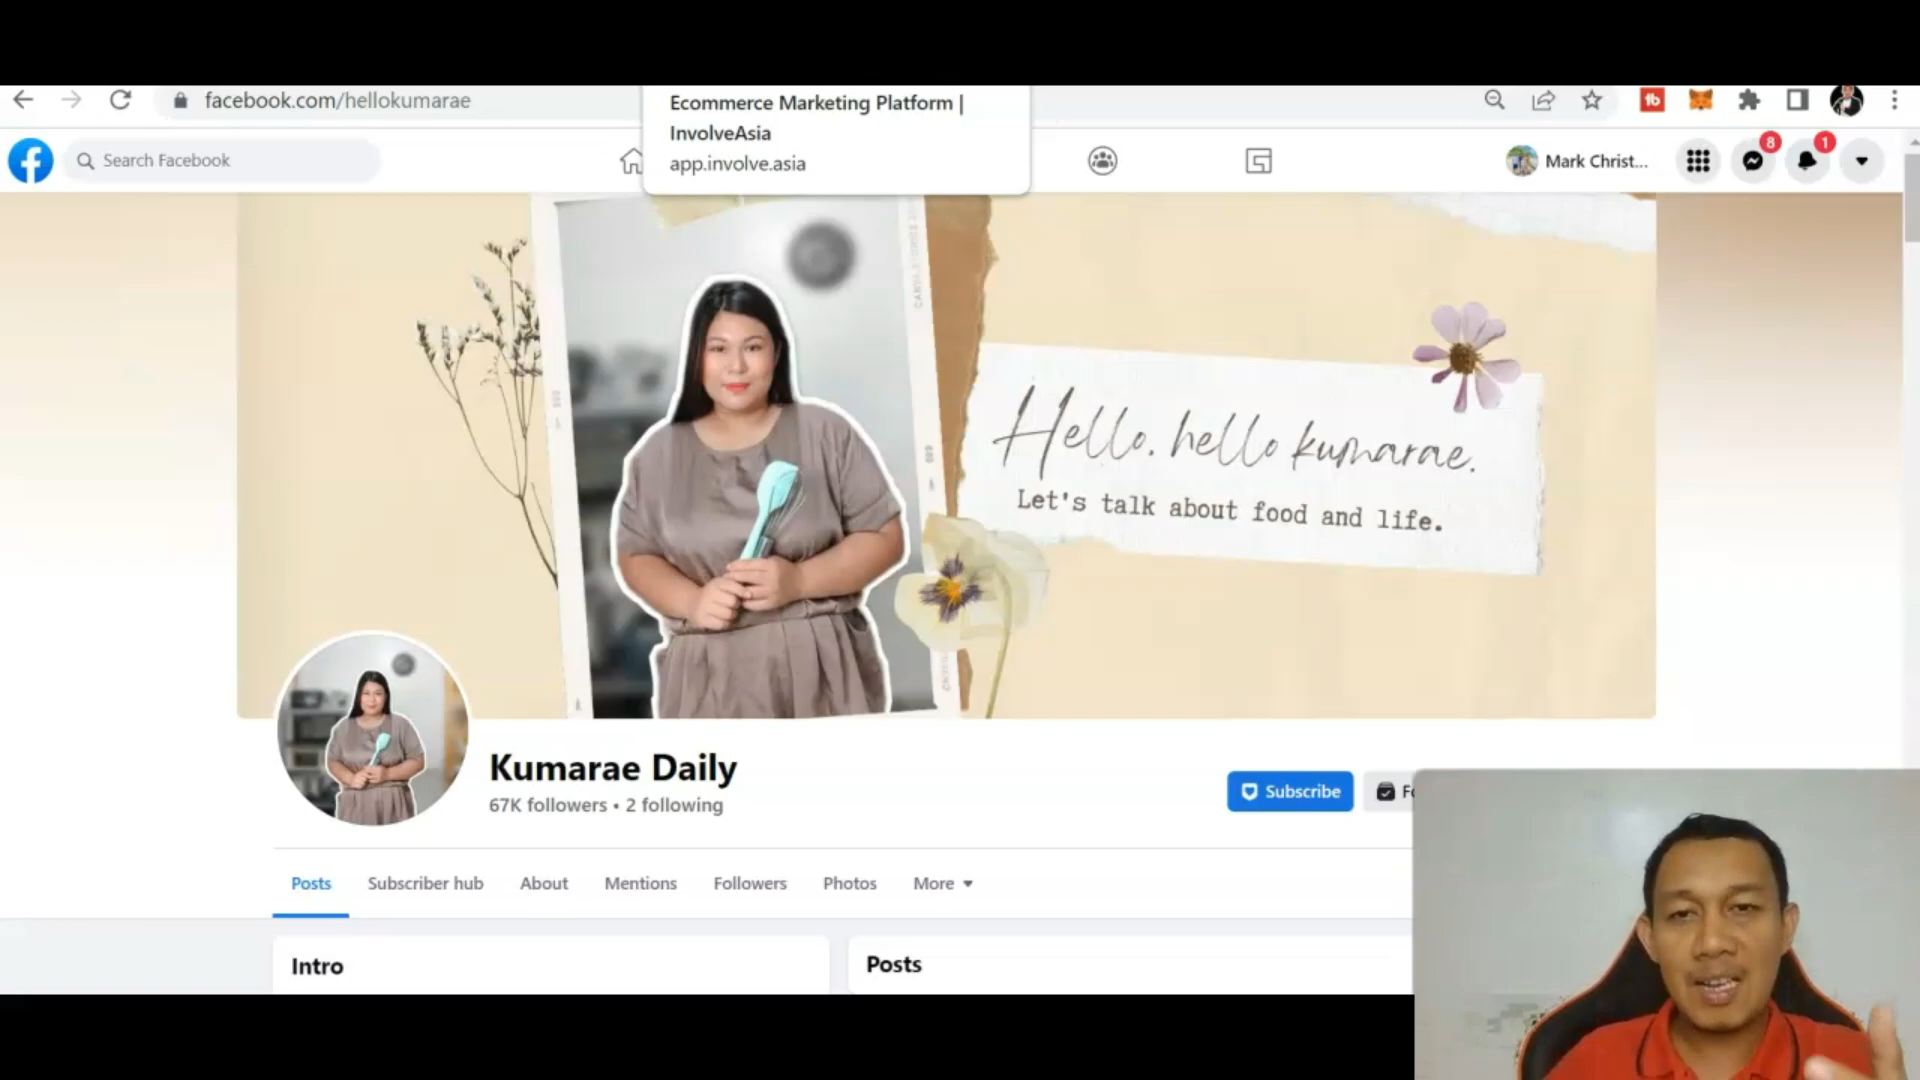 facebook.com/hellokumarae
Ecommerce Marketing Platform |
InvolveAsia
app.involve.asia
Search Facebook
Mark Christ...
8
1
Hello. hello kumarae.
Let's talk about food and life.
Kumarae Daily
67K followers • 2 following
Subscribe
Fo
Posts
Subscriber hub
About
Mentions
Followers
Photos
More
Intro
Posts